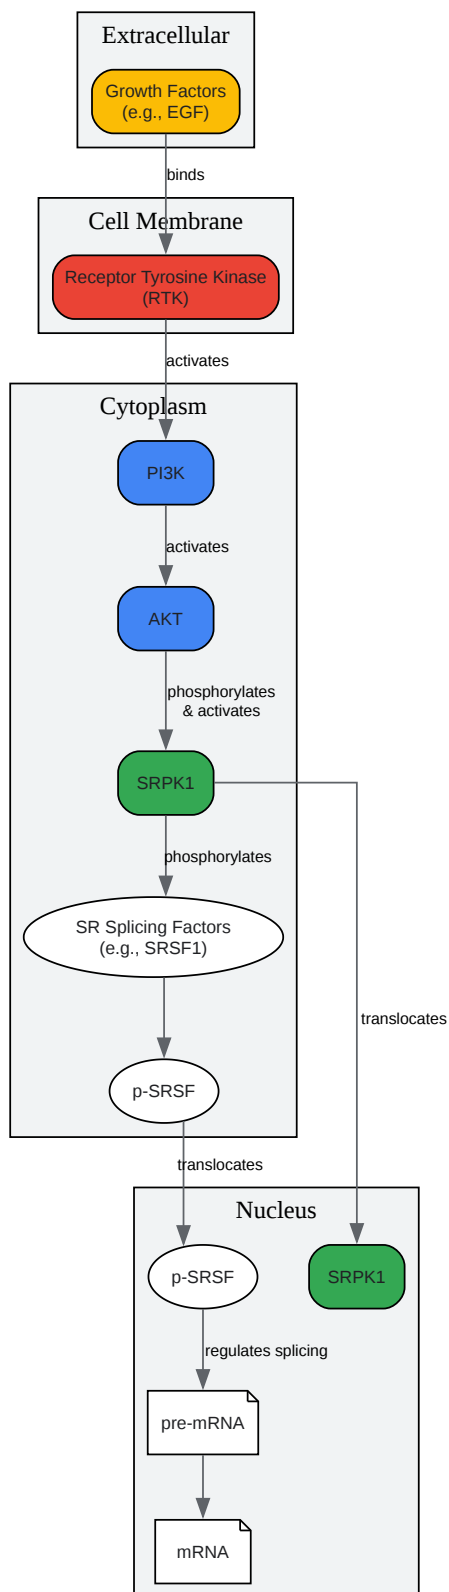 Extracellular
Growth Factors
(e.g., EGF)
binds
Cell Membrane
Receptor Tyrosine Kinase
(RTK)
activates
Cytoplasm
PI3K
activates
AKT
phosphorylates
& activates
SRPK1
phosphorylates
SR Splicing Factors
(e.g., SRSF1)
translocates
p-SRSF
translocates
Nucleus
p-SRSF
SRPK1
regulates splicing
pre-mRNA
mRNA